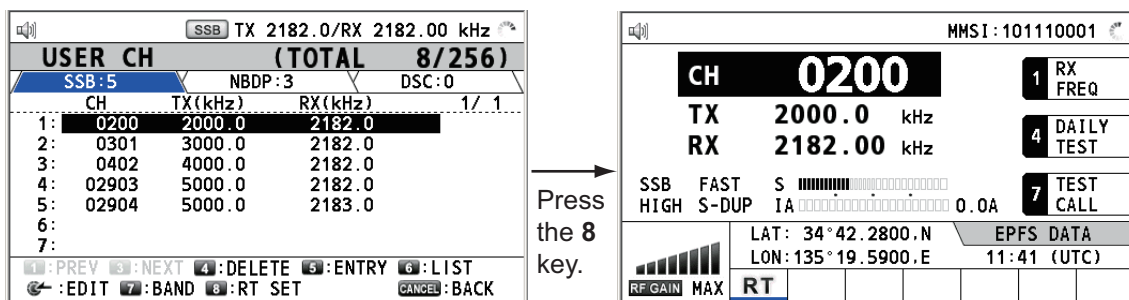 SSB TX 2182.0/RX 2182.00 kHz
USER CH (TOTAL 8/256)
SSB:5 NBDP:3 DSC:0
CH TX(kHz) RX(kHz) 1/ 1
1: 0200 2000.0 2182.0
2: 0301 3000.0 2182.0
3: 0402 4000.0 2182.0
4: 02903 5000.0 2182.0
5: 02904 5000.0 2183.0
6:
7:
1:PREV 3:NEXT 4:DELETE 5:ENTRY 6:LIST
:EDIT 7:BAND 8:RT SET CANCEL:BACK
Press
the 8
key.
MMSI:101110001
CH 0200
TX 2000.0 kHz
RX 2182.00 kHz
1 RX FREQ
4 DAILY TEST
7 TEST CALL
SSB FAST S
HIGH S-DUP IA 0.0A
LAT: 34°42.2800,N EPFS DATA
LON:135°19.5900,E 11:41 (UTC)
RF GAIN MAX RT